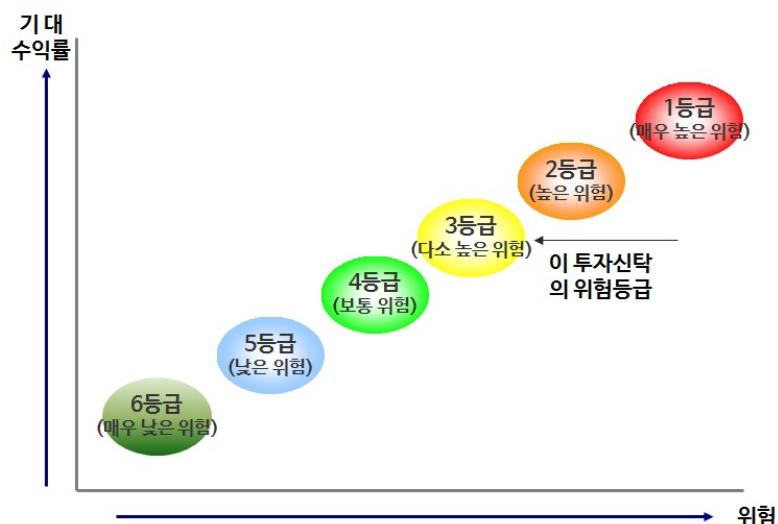 기 대
수익률
1등급
(매우 높은 위험)
2등급
(높은 위험)
3등급
(다소 높은 위험)
이 투자신탁
의 위험등급
4등급
(보통 위험)
5등급
(낮은 위험)
6등급
(매우 낮은 위험)
위험